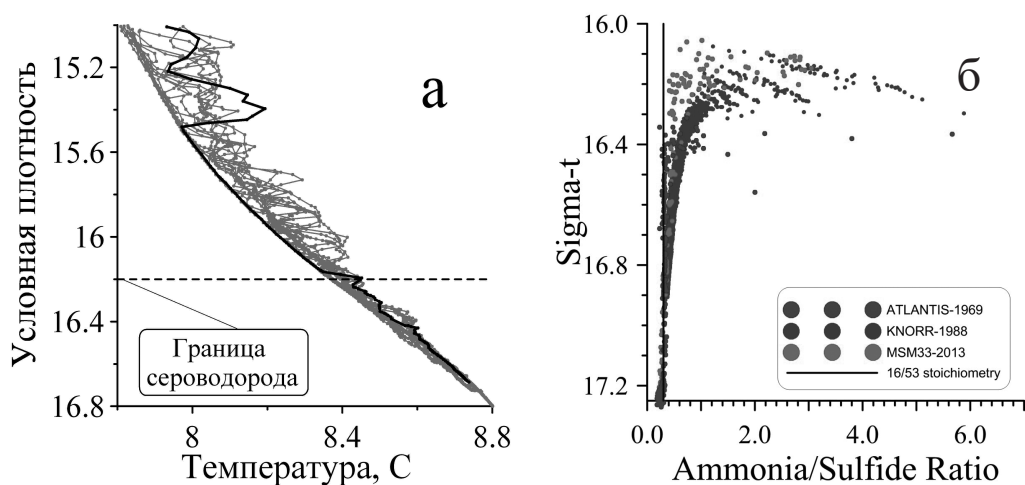 а
Условная плотность
15.2
15.6
16
16.4
16.8
Граница
сероводорода
8
8.4
8.8
Температура, С
б
Sigma-t
16.0
16.4
16.8
17.2
ATLANTIS-1969
KNORR-1988
MSM33-2013
16/53 stoichiometry
0.0
2.0
4.0
6.0
Ammonia/Sulfide Ratio